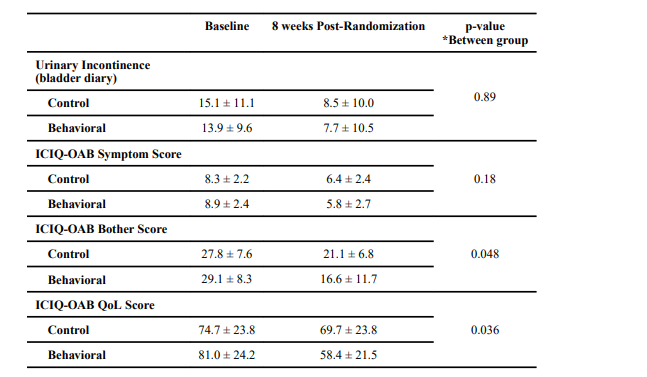 Baseline 8 weeks Post-Randomization p-value
*Between group
Urinary Incontinence
(bladder diary)
0.89
Control 15.1 ± 11.1 8.5 ± 10.0
Behavioral 13.9 ± 9.6 7.7 ± 10.5
ICIQ-OAB Symptom Score
Control 8.3 ± 2.2 6.4 ± 2.4 0.18
Behavioral 8.9 ± 2.4 5.8 ± 2.7
ICIQ-OAB Bother Score
Control 27.8 ± 7.6 21.1 ± 6.8 0.048
Behavioral 29.1 ± 8.3 16.6 ± 11.7
ICIQ-OAB QoL Score
Control 74.7 ± 23.8 69.7 ± 23.8 0.036
Behavioral 81.0 ± 24.2 58.4 ± 21.5